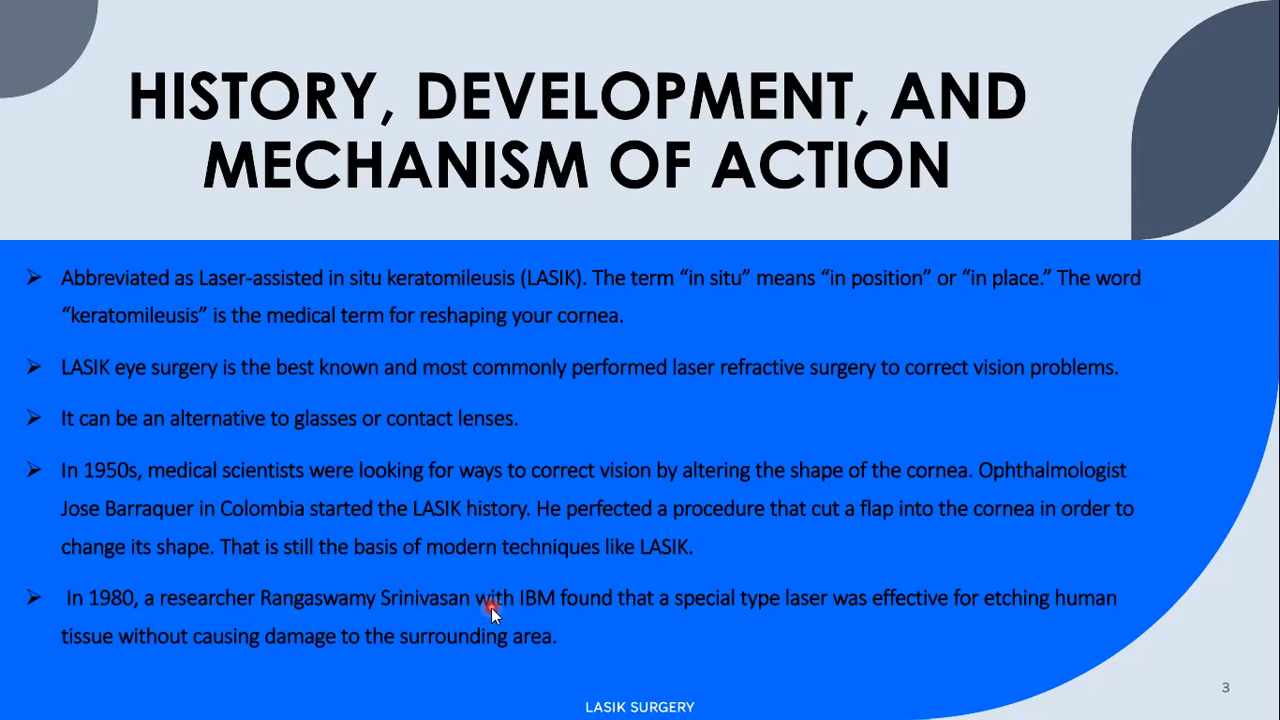 HISTORY, DEVELOPMENT, AND
MECHANISM OF ACTION
Abbreviated as Laser-assisted in situ keratomileusis (LASIK). The term “in situ” means “in position” or “in place.” The word
“keratomileusis” is the medical term for reshaping your cornea.
LASIK eye surgery is the best known and most commonly performed laser refractive surgery to correct vision problems.
It can be an alternative to glasses or contact lenses.
In 1950s, medical scientists were looking for ways to correct vision by altering the shape of the cornea. Ophthalmologist
Jose Barraquer in Colombia started the LASIK history. He perfected a procedure that cut a flap into the cornea in order to
change its shape. That is still the basis of modern techniques like LASIK.
In 1980, a researcher Rangaswamy Srinivasan with IBM found that a special type laser was effective for etching human
tissue without causing damage to the surrounding area.
3
LASIK SURGERY